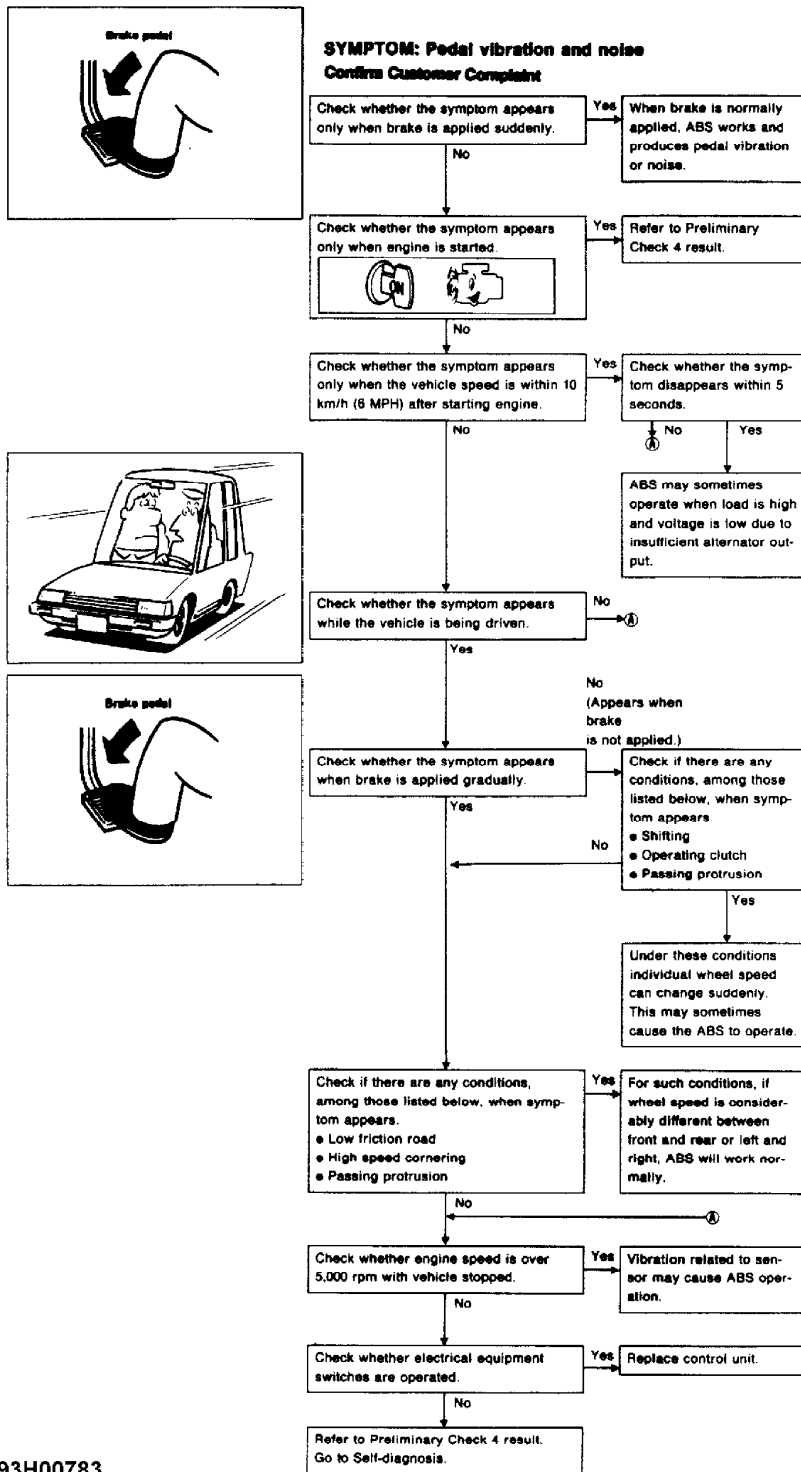 Brake pedal
SYMPTOM: Pedal vibration and noise
Confirm Customer Complaint
Check whether the symptom appears
only when brake is applied suddenly.
Yes
When brake is normally
applied, ABS works and
produces pedal vibration
or noise.
No
Check whether the symptom appears
only when engine is started.
ON
Yes
Refer to Preliminary
Check 4 result.
No
Check whether the symptom appears
only when the vehicle speed is within 10
km/h (6 MPH) after starting engine.
Yes
Check whether the symp-
tom disappears within 5
seconds.
No
No
A
Yes
ABS may sometimes
operate when load is high
and voltage is low due to
insufficient alternator out-
put.
Check whether the symptom appears
while the vehicle is being driven.
No
A
Yes
Brake pedal
No
(Appears when
brake
is not applied.)
Check whether the symptom appears
when brake is applied gradually.
Yes
Check if there are any
conditions, among those
listed below, when symp-
tom appears
• Shifting
• Operating clutch
• Passing protrusion
No
Yes
Under these conditions
individual wheel speed
can change suddenly.
This may sometimes
cause the ABS to operate.
Check if there are any conditions,
among those listed below, when symp-
tom appears.
• Low friction road
• High speed cornering
• Passing protrusion
Yes
For such conditions, if
wheel speed is consider-
ably different between
front and rear or left and
right, ABS will work nor-
mally.
No
A
Check whether engine speed is over
5,000 rpm with vehicle stopped.
Yes
Vibration related to sen-
sor may cause ABS oper-
ation.
No
Check whether electrical equipment
switches are operated.
Yes
Replace control unit.
No
Refer to Preliminary Check 4 result.
Go to Self-diagnosis.
93H00783